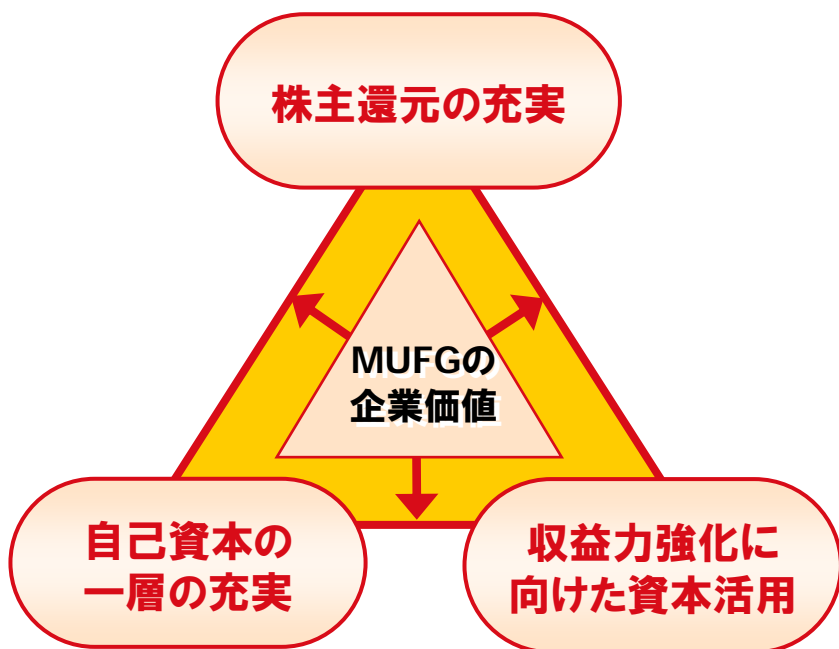 株主還元の充実
MUFGの
企業価値
自己資本の
一層の充実
収益力強化に
向けた資本活用